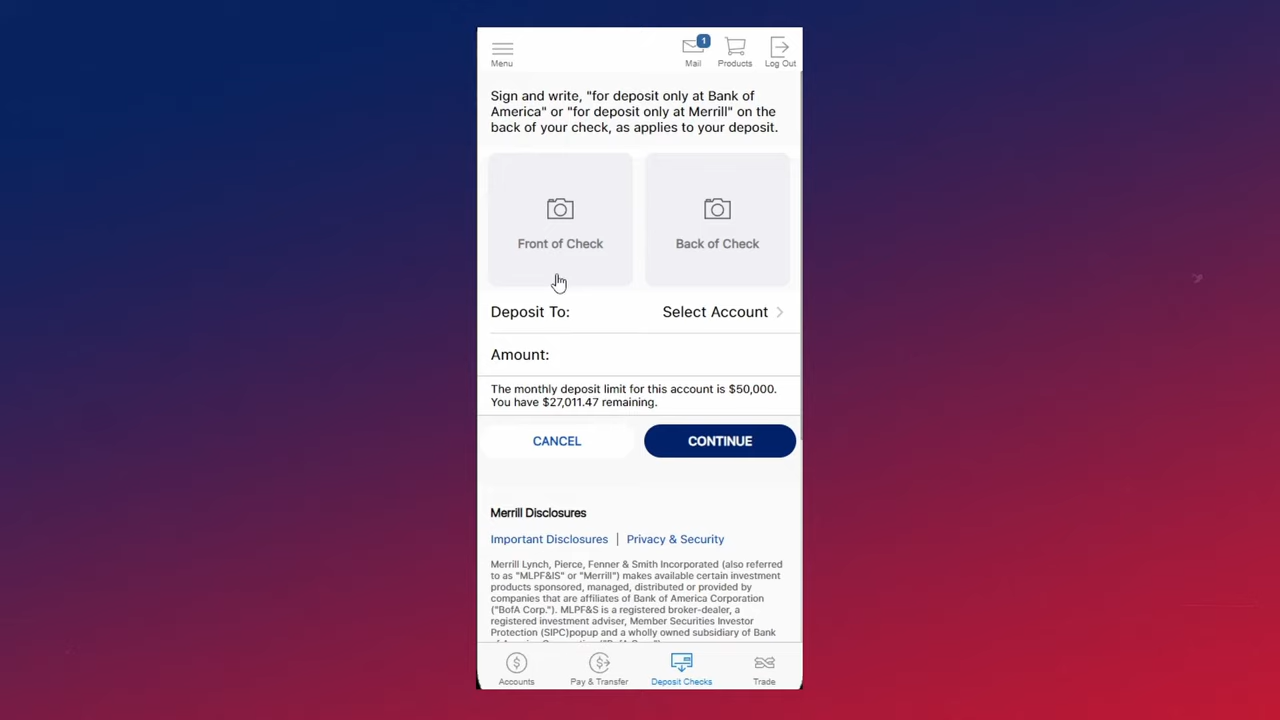 Menu
1
Mail
Products
Log Out
Sign and write, "for deposit only at Bank of
America" or "for deposit only at Merrill" on the
back of your check, as applies to your deposit.
Front of Check
Back of Check
Deposit To:
Select Account
Amount:
The monthly deposit limit for this account is $50,000.
You have $27,011.47 remaining.
CANCEL
CONTINUE
Merrill Disclosures
Important Disclosures | Privacy & Security
Merrill Lynch, Pierce, Fenner & Smith Incorporated (also referred
to as "MLPF&IS" or "Merrill") makes available certain investment
products sponsored, managed, distributed or provided by
companies that are affiliates of Bank of America Corporation
("BofA Corp."). MLPF&S is a registered broker-dealer, a
registered investment adviser, Member Securities Investor
Protection (SIPC)popup and a wholly owned subsidiary of Bank
Accounts
Pay & Transfer
Deposit Checks
Trade